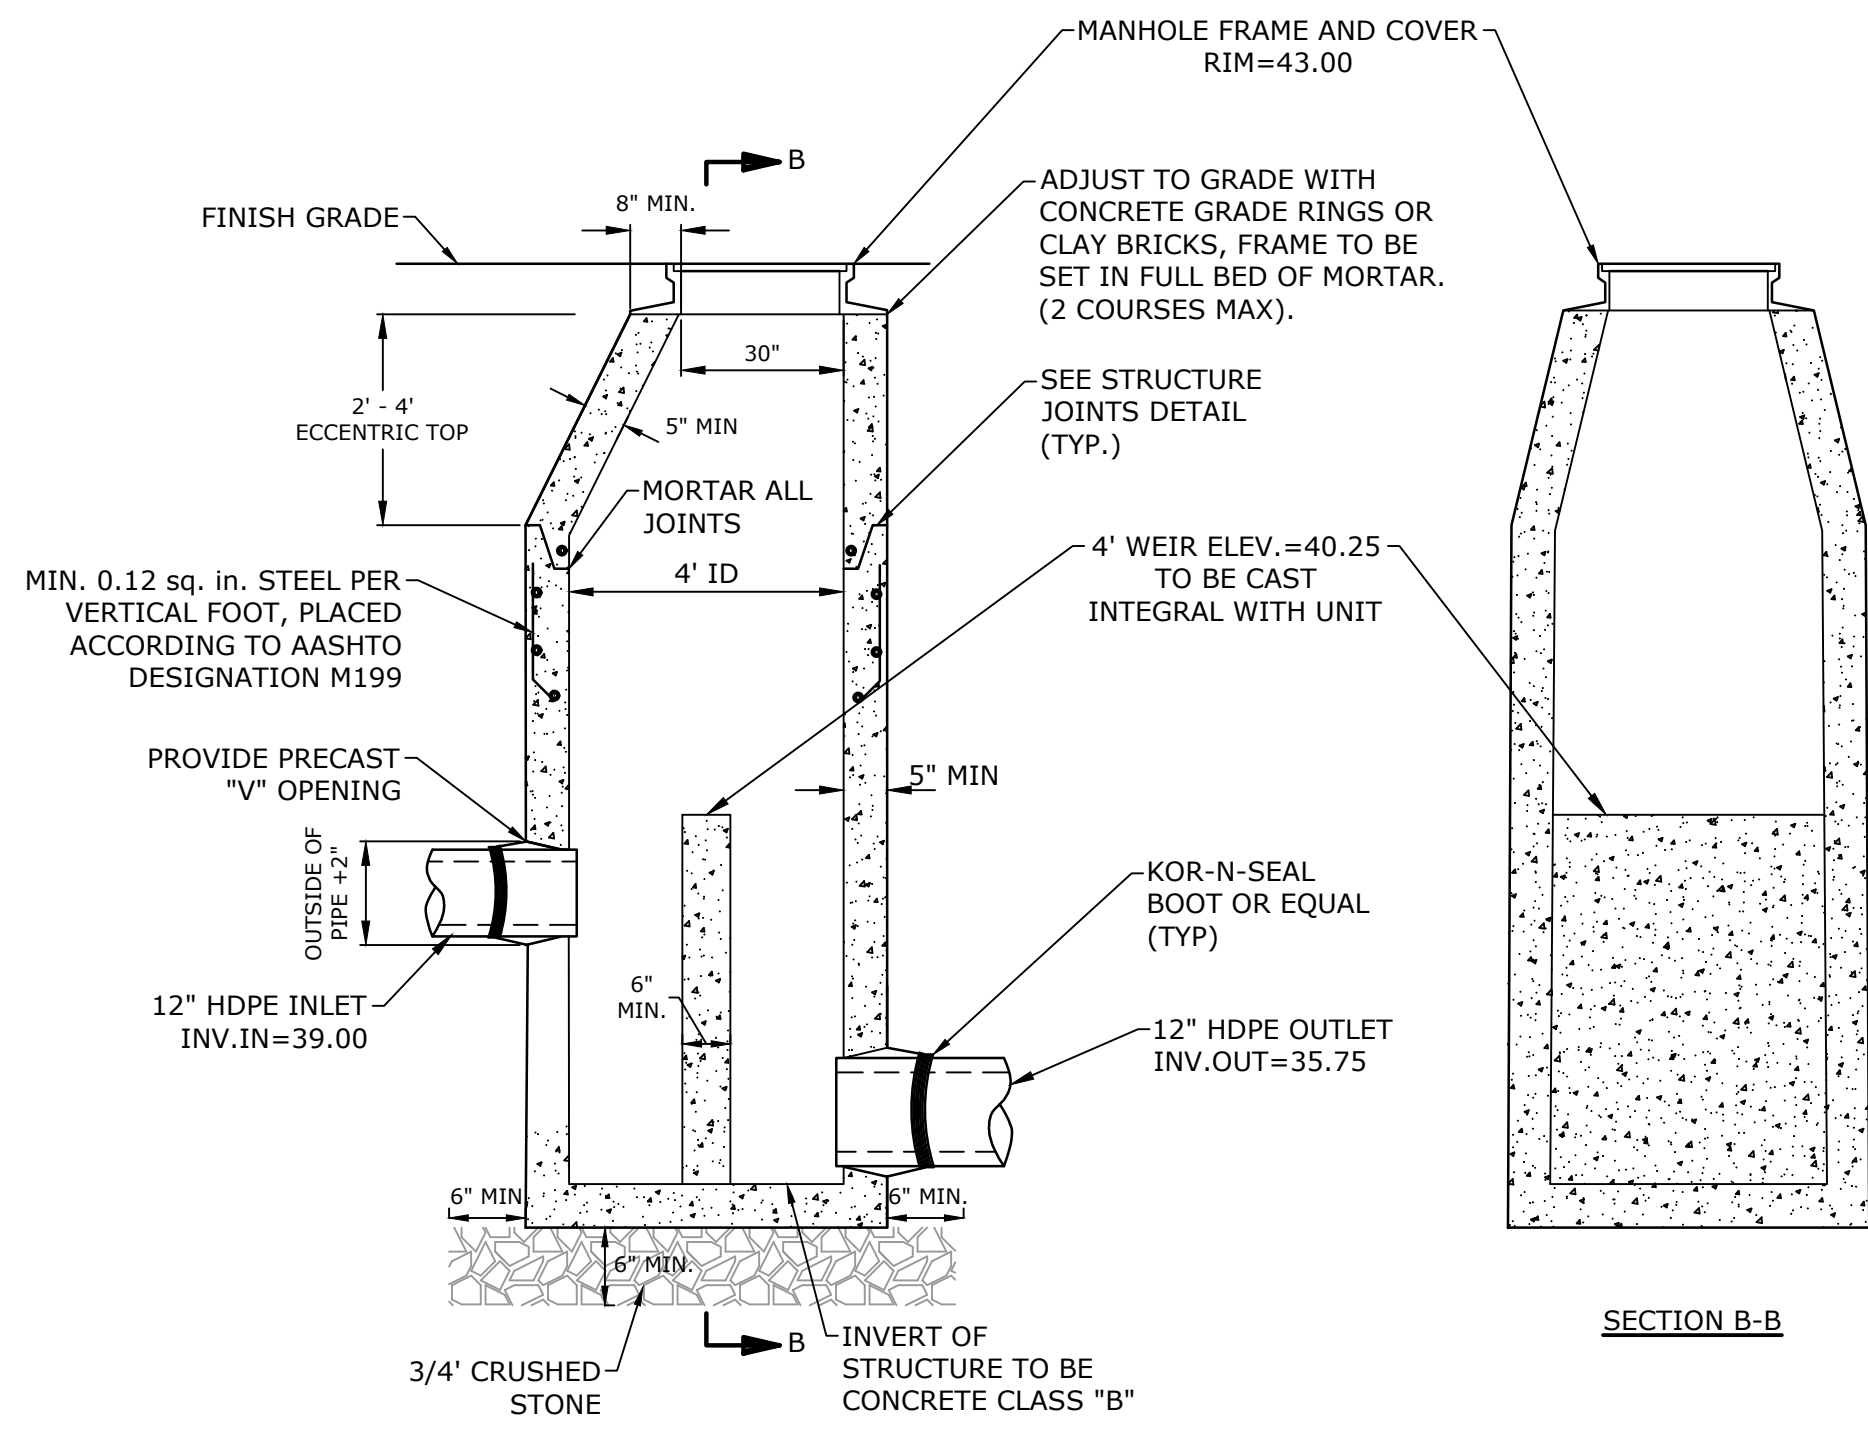 MANHOLE FRAME AND COVER
RIM=43.00
B
8" MIN.
FINISH GRADE
ADJUST TO GRADE WITH
CONCRETE GRADE RINGS OR
CLAY BRICKS, FRAME TO BE
SET IN FULL BED OF MORTAR.
(2 COURSES MAX).
30"
2' - 4'
ECCENTRIC TOP
5" MIN
SEE STRUCTURE
JOINTS DETAIL
(TYP.)
MORTAR ALL
JOINTS
4' ID
4' WEIR ELEV.=40.25
TO BE CAST
INTEGRAL WITH UNIT
MIN. 0.12 sq. in. STEEL PER
VERTICAL FOOT, PLACED
ACCORDING TO AASHTO
DESIGNATION M199
PROVIDE PRECAST
"V" OPENING
5" MIN
OUTSIDE OF
PIPE +2"
KOR-N-SEAL
BOOT OR EQUAL
(TYP)
12" HDPE INLET
INV.IN=39.00
6"
MIN.
12" HDPE OUTLET
INV.OUT=35.75
6" MIN
6" MIN.
6" MIN.
B
INVERT OF
STRUCTURE TO BE
CONCRETE CLASS "B"
3/4' CRUSHED
STONE
SECTION B-B